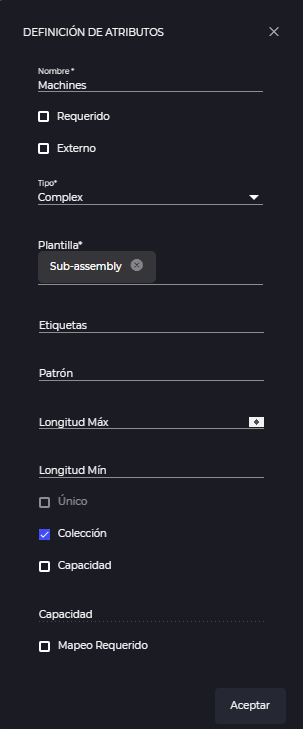 DEFINICIÓN DE ATRIBUTOS
Nombre *
Machines
Requerido
Externo
Tipo*
Complex
Plantilla*
Sub-assembly
Etiquetas
Patrón
Longitud Máx
Longitud Mín
Único
Colección
Capacidad
Capacidad
Mapeo Requerido
Aceptar